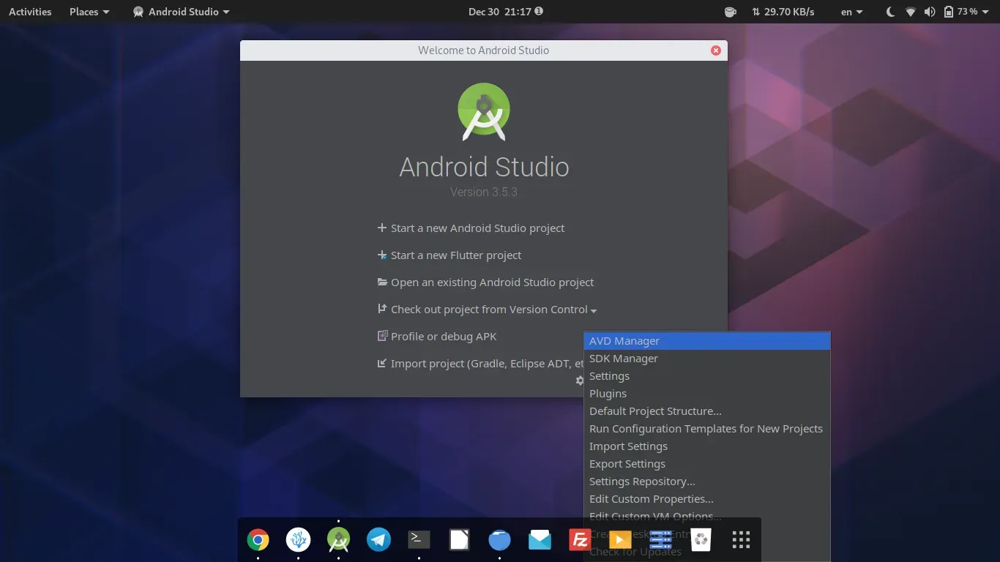 Activities Places Android Studio Dec 30 21:17 1 29.70 KB/s en 73 %
Welcome to Android Studio
Android Studio
Version 3.5.3
Start a new Android Studio project
Start a new Flutter project
Open an existing Android Studio project
Check out project from Version Control
Profile or debug APK
Import project (Gradle, Eclipse ADT, et
AVD Manager
SDK Manager
Settings
Plugins
Default Project Structure...
Run Configuration Templates for New Projects
Import Settings
Export Settings
Settings Repository...
Edit Custom Properties...
Edit Custom VM Options...
Check for Updates